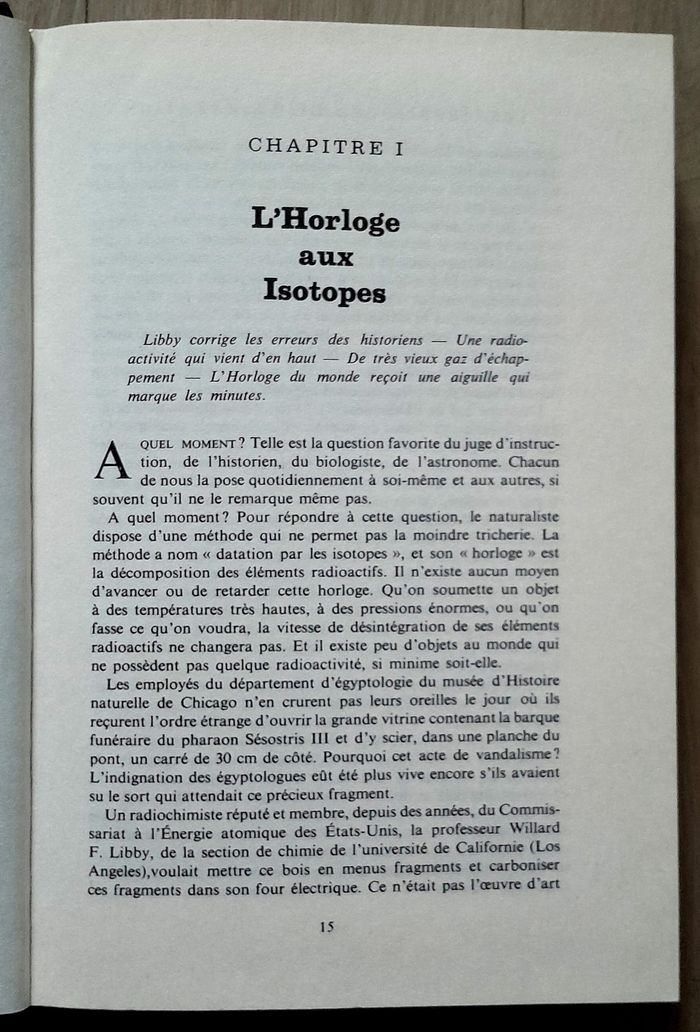 CHAPITRE I
L'Horloge
aux
Isotopes
Libby corrige les erreurs des historiens — Une radio-
activité qui vient d'en haut — De très vieux gaz d'échap-
pement — L'Horloge du monde reçoit une aiguille qui
marque les minutes.
A QUEL MOMENT? Telle est la question favorite du juge d'instruc-
tion, de l'historien, du biologiste, de l'astronome. Chacun
de nous la pose quotidiennement à soi-même et aux autres, si
souvent qu'il ne le remarque même pas.
A quel moment? Pour répondre à cette question, le naturaliste
dispose d'une méthode qui ne permet pas la moindre tricherie. La
méthode a nom « datation par les isotopes », et son « horloge » est
la décomposition des éléments radioactifs. Il n'existe aucun moyen
d'avancer ou de retarder cette horloge. Qu'on soumette un objet
à des températures très hautes, à des pressions énormes, ou qu'on
fasse ce qu'on voudra, la vitesse de désintégration de ses éléments
radioactifs ne changera pas. Et il existe peu d'objets au monde qui
ne possèdent pas quelque radioactivité, si minime soit-elle.
Les employés du département d'égyptologie du musée d'Histoire
naturelle de Chicago n'en crurent pas leurs oreilles le jour où ils
reçurent l'ordre étrange d'ouvrir la grande vitrine contenant la barque
funéraire du pharaon Sésostris III et d'y scier, dans une planche du
pont, un carré de 30 cm de côté. Pourquoi cet acte de vandalisme?
L'indignation des égyptologues eût été plus vive encore s'ils avaient
su le sort qui attendait ce précieux fragment.
Un radiochimiste réputé et membre, depuis des années, du Commis-
sariat à l'Énergie atomique des États-Unis, la professeur Willard
F. Libby, de la section de chimie de l'université de Californie (Los
Angeles),voulait mettre ce bois en menus fragments et carboniser
ces fragments dans son four électrique. Ce n'était pas l'œuvre d'art
15